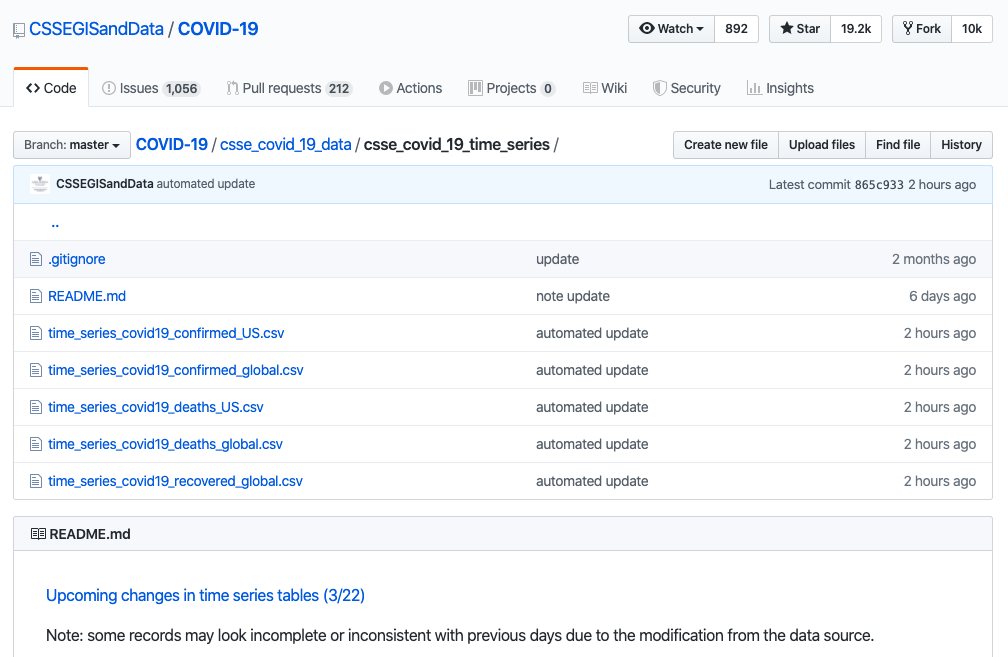 CSSEGISandData / COVID-19 Watch 892 Star 19.2k Fork 10k
Code Issues 1,056 Pull requests 212 Actions Projects 0 Wiki Security Insights
Branch: master COVID-19 / csse_covid_19_data / csse_covid_19_time_series / Create new file Upload files Find file History
CSSEGISandData automated update Latest commit 865c933 2 hours ago
..
.gitignore update 2 months ago
README.md note update 6 days ago
time_series_covid19_confirmed_US.csv automated update 2 hours ago
time_series_covid19_confirmed_global.csv automated update 2 hours ago
time_series_covid19_deaths_US.csv automated update 2 hours ago
time_series_covid19_deaths_global.csv automated update 2 hours ago
time_series_covid19_recovered_global.csv automated update 2 hours ago
README.md
Upcoming changes in time series tables (3/22)
Note: some records may look incomplete or inconsistent with previous days due to the modification from the data source.